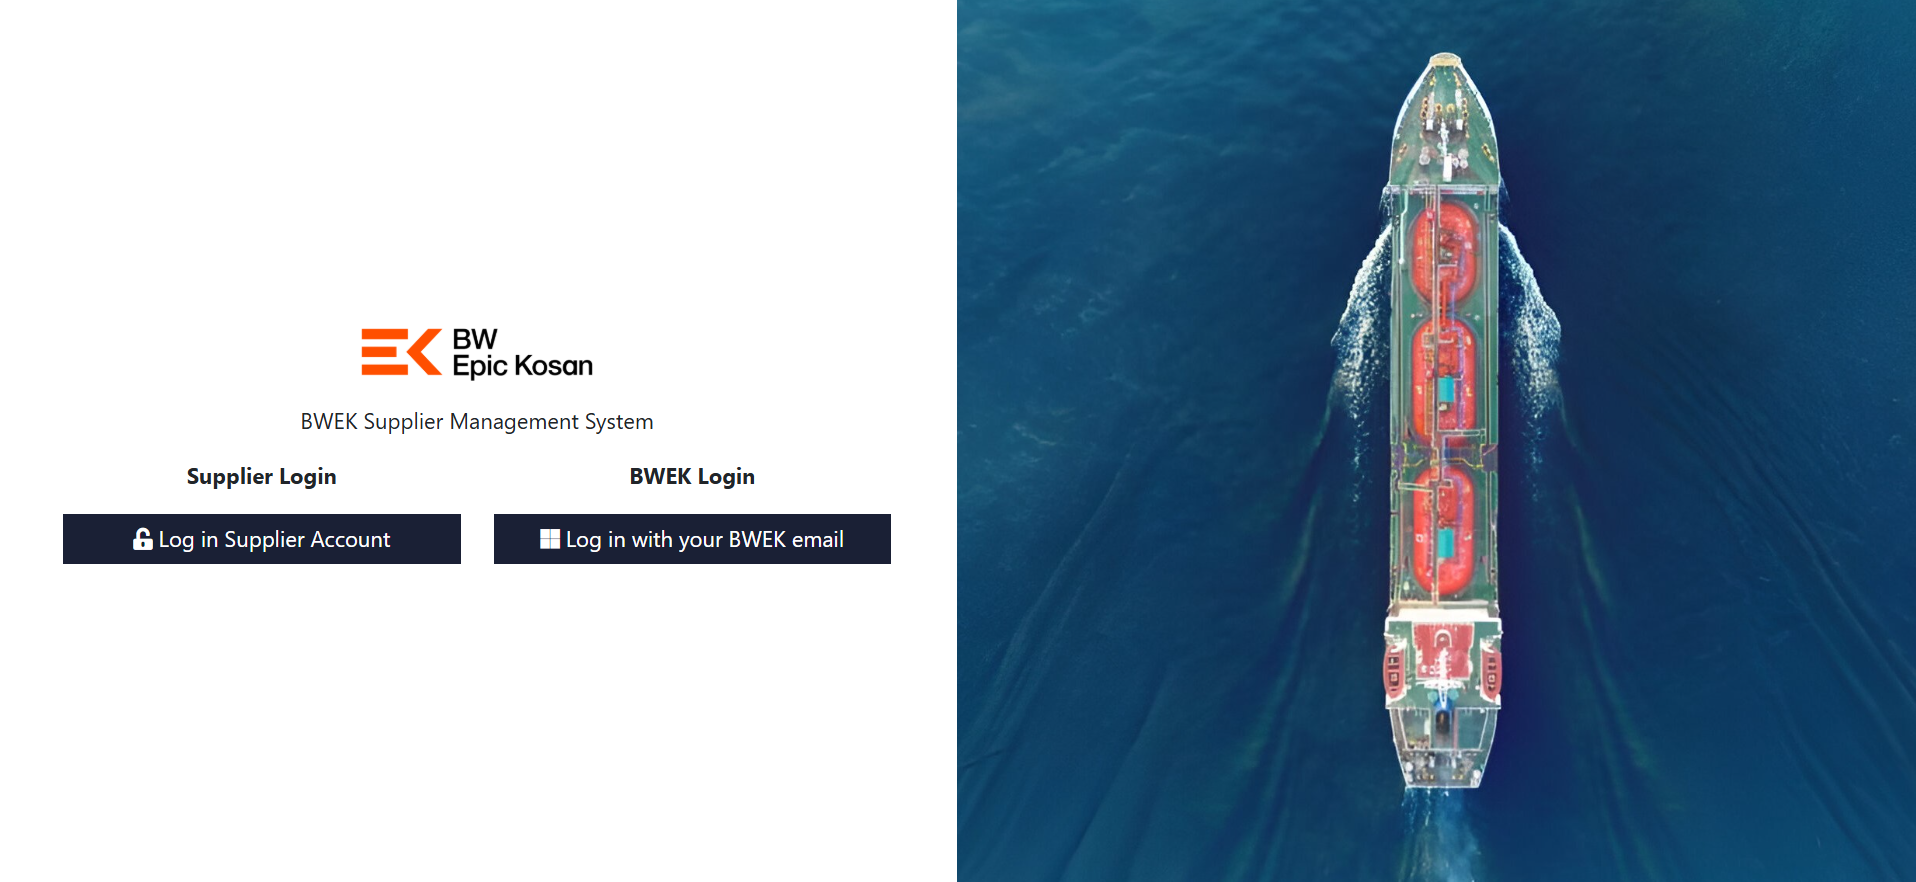 BW
Epic Kosan
BWEK Supplier Management System
Supplier Login
BWEK Login
Log in Supplier Account
Log in with your BWEK email